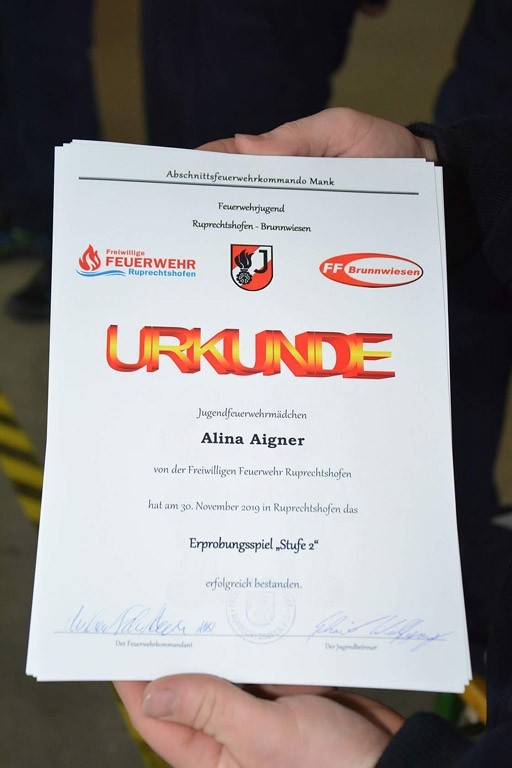 Abschnittsfeuerwehrkommando Mank
Feuerwehrjugend
Ruprechtshofen - Brunnwiesen
Freiwillige
FEUERWEHR
Ruprechtshofen
J
FF Brunnwiesen
URKUNDE
Jugendfeuerwehrmädchen
Alina Aigner
von der Freiwilligen Feuerwehr Ruprechtshofen
hat am 30. November 2019 in Ruprechtshofen das
Erprobungsspiel „Stufe 2“
erfolgreich bestanden.
Der Feuerwehrkommandant
Der Jugendbetreuer